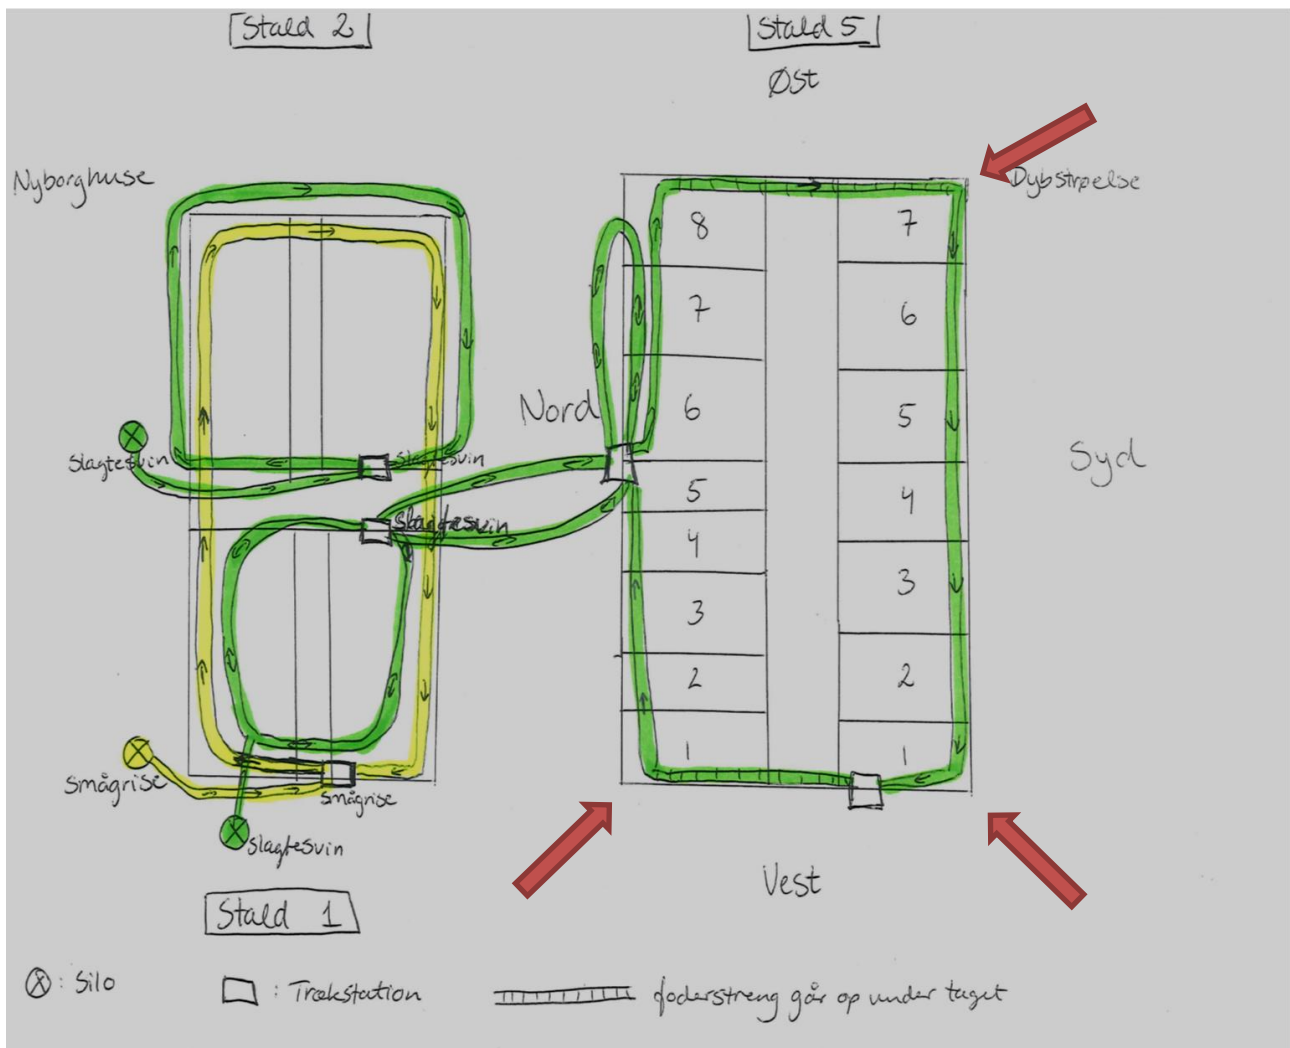 Stald 2
Stald 5
Øst
Nyborghuse
Dybstrøelse
8
7
7
6
Nord
6
5
Syd
Slagtesvin
Slagtesvin
5
4
Slagtesvin
4
3
3
2
2
1
1
Smågrise
Smågrise
Slagtesvin
Vest
Stald 1
: Silo
: Trækstation
foderstreng går op under taget